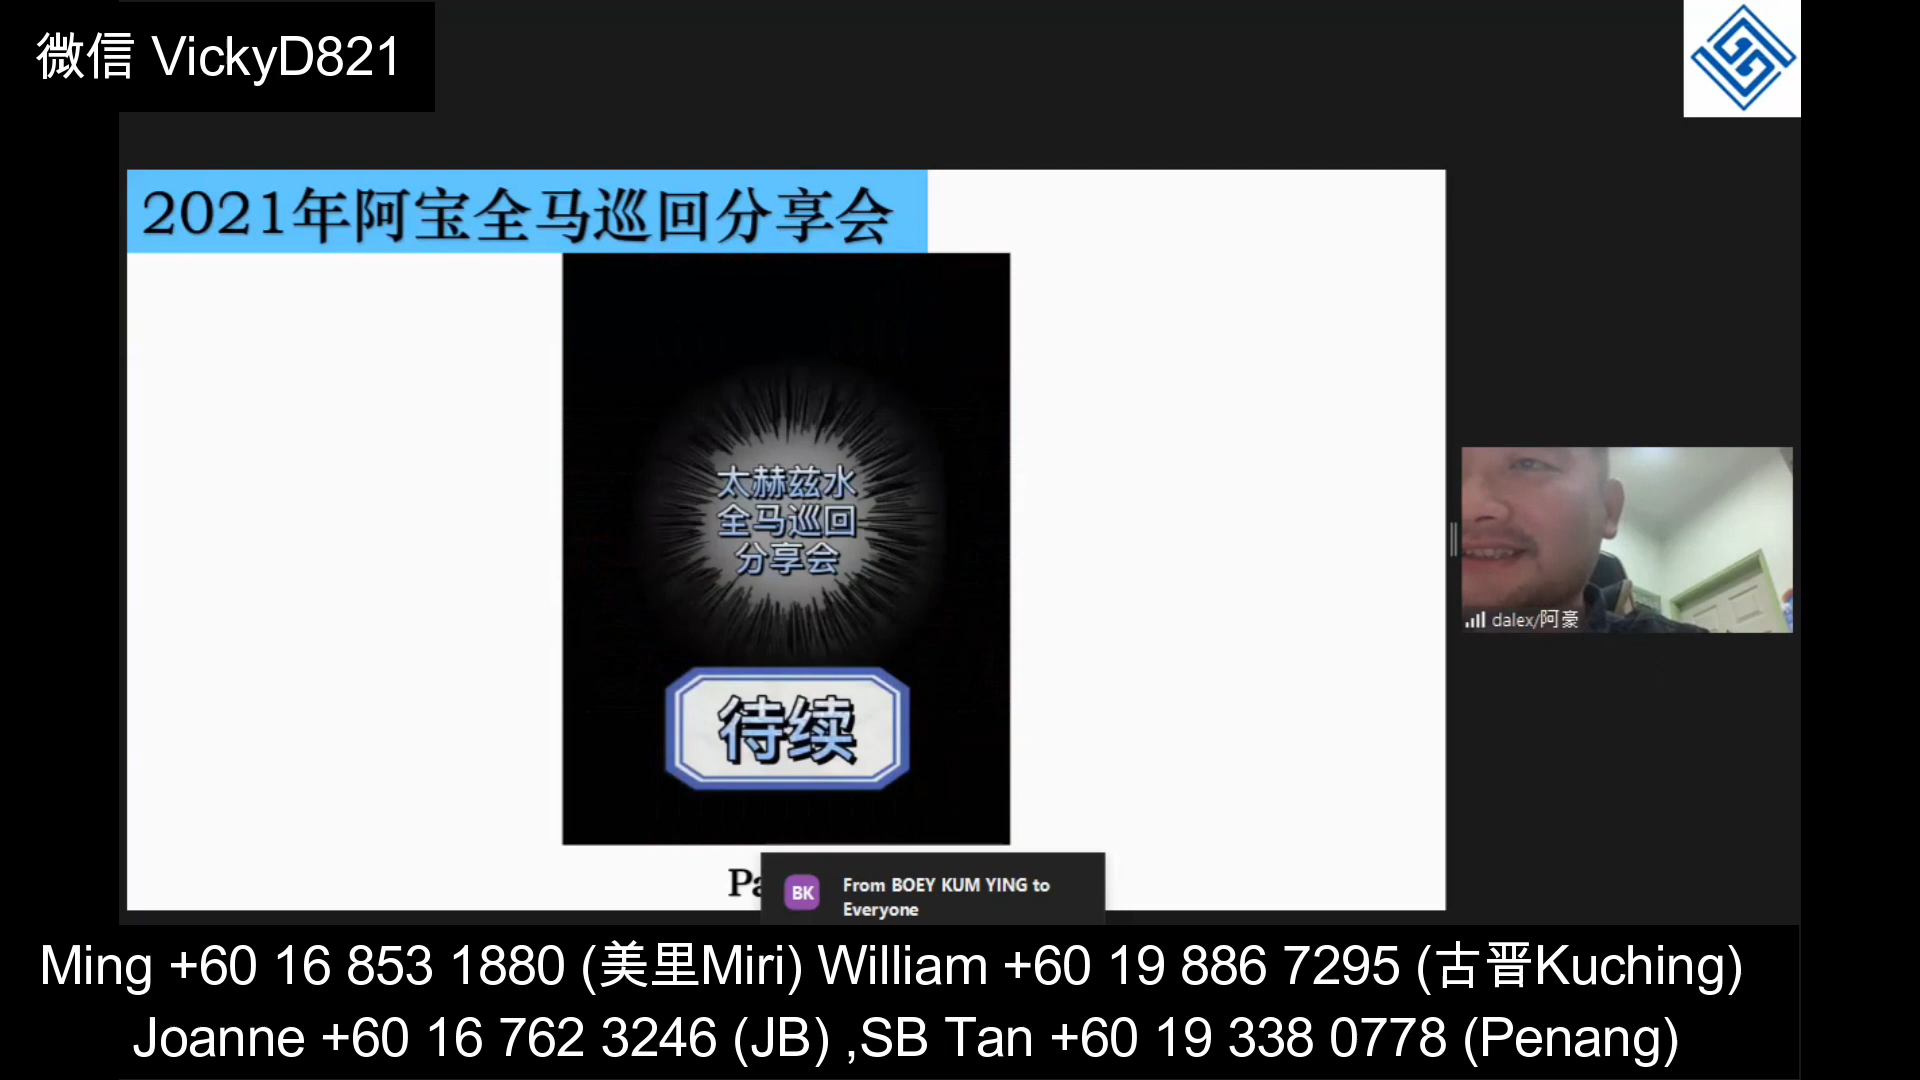 微信 VickyD821
2021年阿宝全马巡回分享会
太赫兹水
全马巡回
分享会
待续
dalex/阿豪
BK
From BOEY KUM YING to
Everyone
Ming +60 16 853 1880 (美里Miri) William +60 19 886 7295 (古晋Kuching)
Joanne +60 16 762 3246 (JB) ,SB Tan +60 19 338 0778 (Penang)